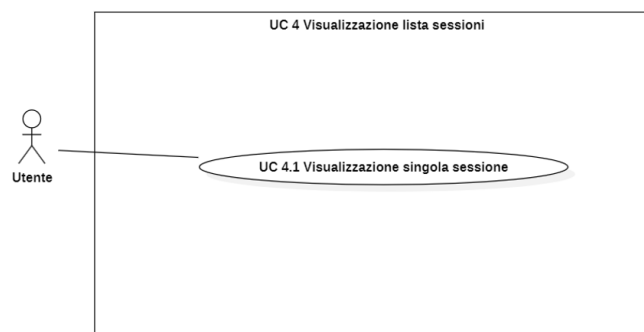 UC 4 Visualizzazione lista sessioni
UC 4.1 Visualizzazione singola sessione
Utente